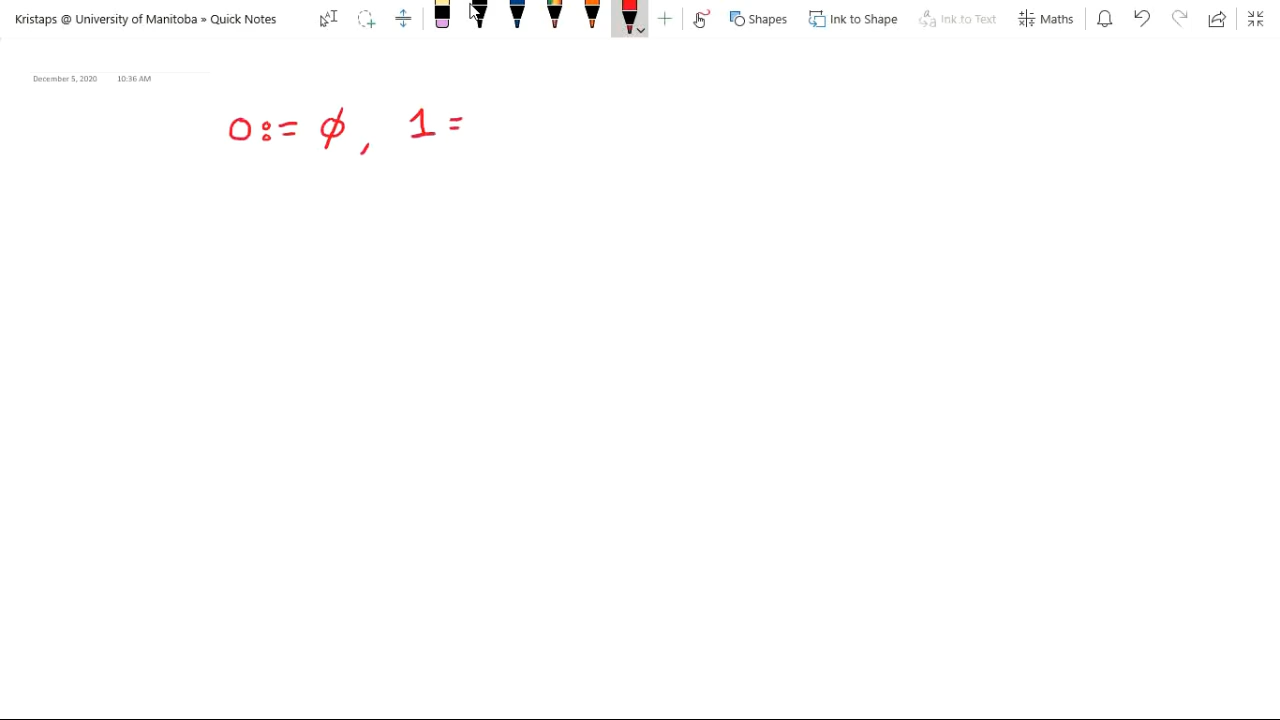 Kristaps @ University of Manitoba » Quick Notes Shapes Ink to Shape Ink to Text Maths
December 5, 2020 10:36 AM
0 := ϕ, 1 =